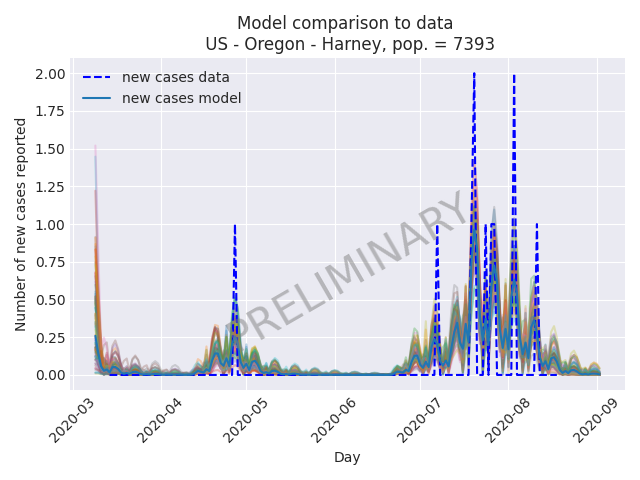 Model comparison to data
US - Oregon - Harney, pop. = 7393
new cases data
new cases model
PRELIMINARY
Number of new cases reported
2.00
1.75
1.50
1.25
1.00
0.75
0.50
0.25
0.00
2020-03
2020-04
2020-05
2020-06
2020-07
2020-08
2020-09
Day